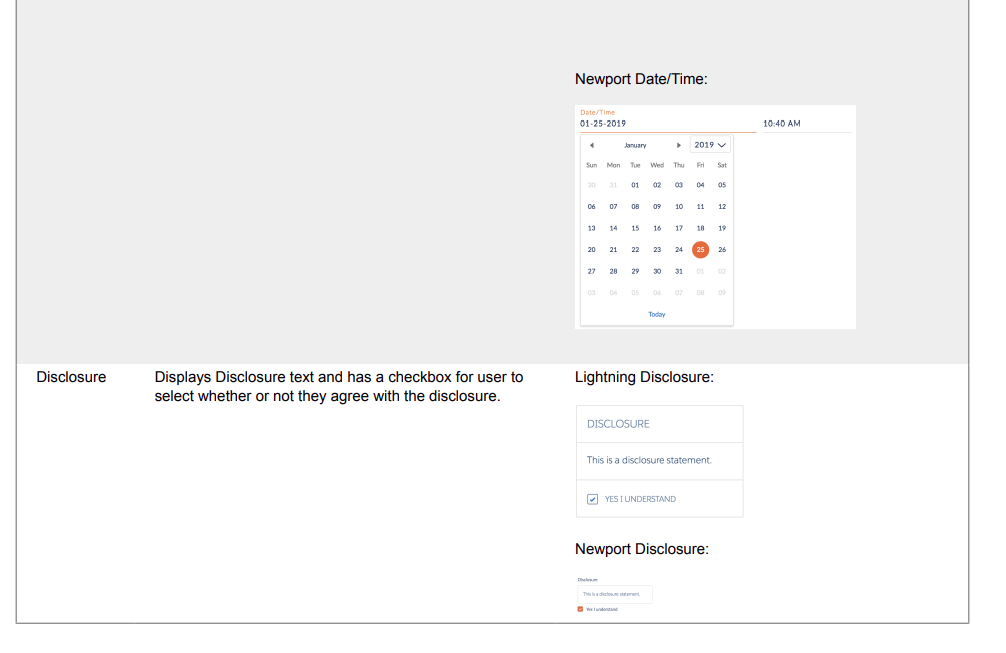 Newport Date/Time:
Date/Time
01-25-2019 10:40 AM
January 2019
Sun Mon Tue Wed Thu Fri Sat
30 31 01 02 03 04 05
06 07 08 09 10 11 12
13 14 15 16 17 18 19
20 21 22 23 24 25 26
27 28 29 30 31 01 02
03 04 05 06 07 08 09
Today
Disclosure
Displays Disclosure text and has a checkbox for user to
select whether or not they agree with the disclosure.
Lightning Disclosure:
DISCLOSURE
This is a disclosure statement.
YES I UNDERSTAND
Newport Disclosure:
Disclosure
This is a disclosure statement.
Yes I understand